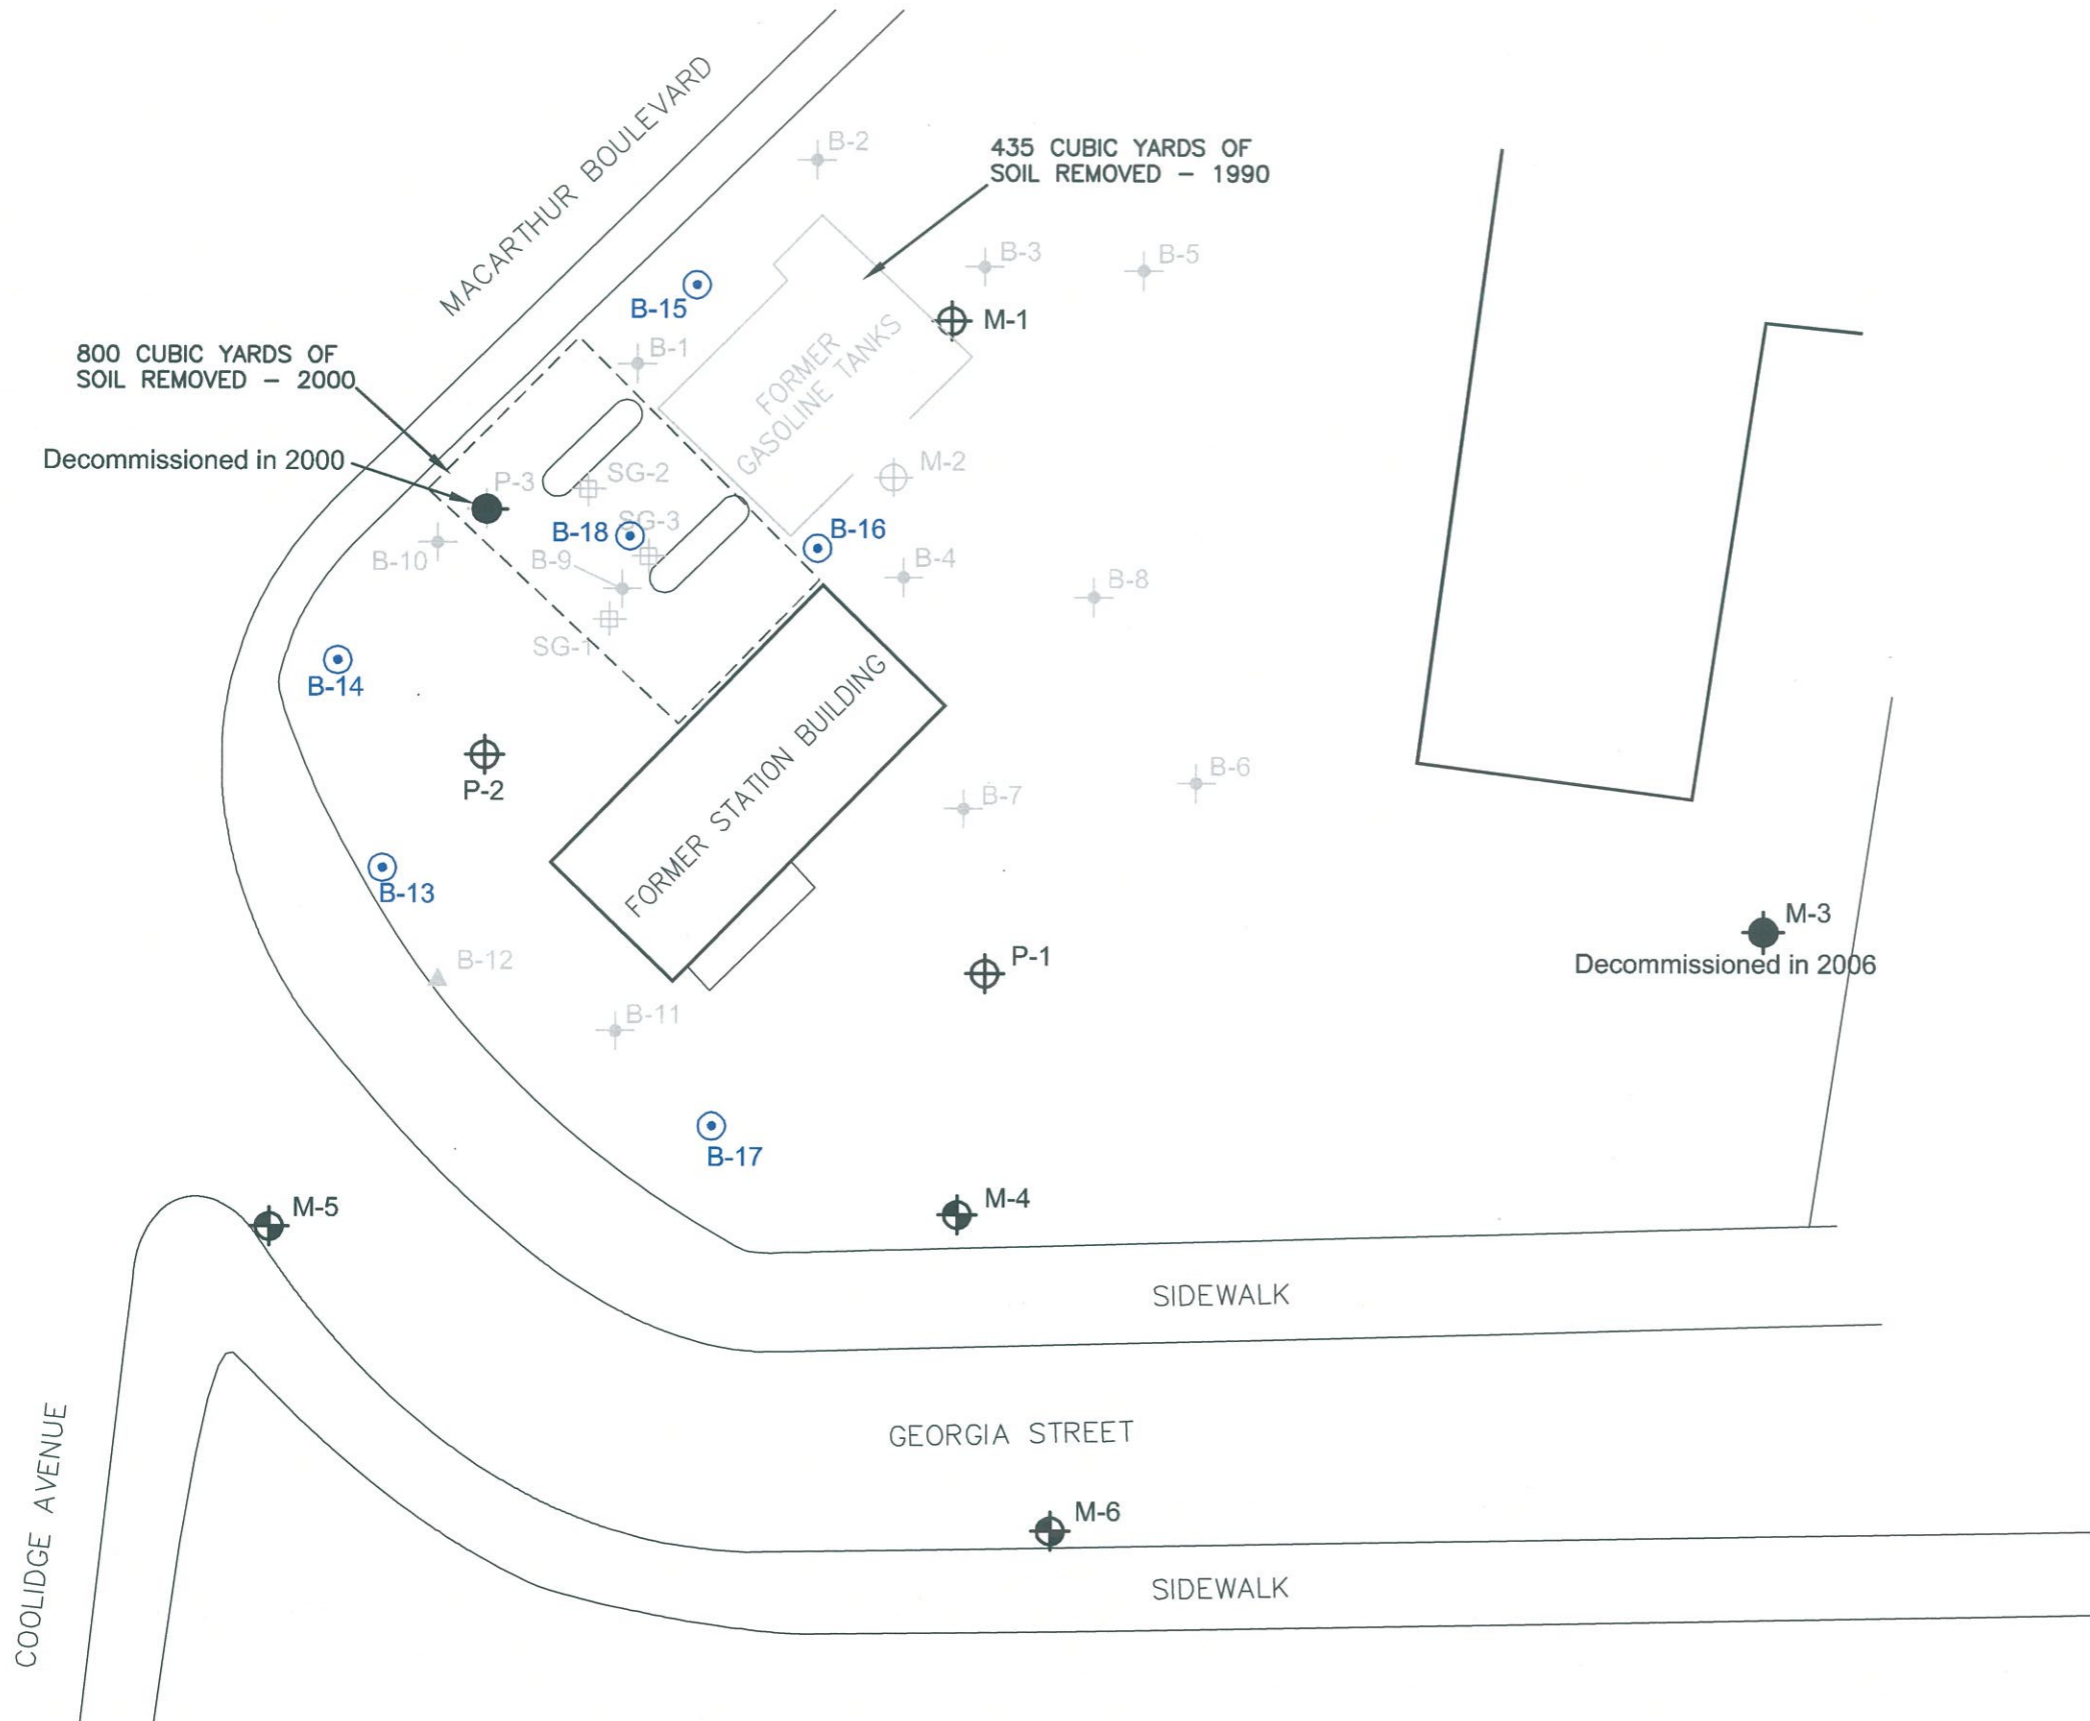 MACARTHUR BOULEVARD
B-2
435 CUBIC YARDS OF
SOIL REMOVED - 1990
B-3
B-5
B-15
M-1
B-1
FORMER
GASOLINE TANKS
800 CUBIC YARDS OF
SOIL REMOVED - 2000
Decommissioned in 2000
P-3
SG-2
M-2
B-18
SG-3
B-16
B-10
B-9
B-4
B-8
SG-1
B-14
P-2
FORMER STATION BUILDING
B-7
B-6
B-13
B-12
P-1
M-3
Decommissioned in 2006
B-11
B-17
M-5
M-4
SIDEWALK
COOLIDGE AVENUE
GEORGIA STREET
M-6
SIDEWALK